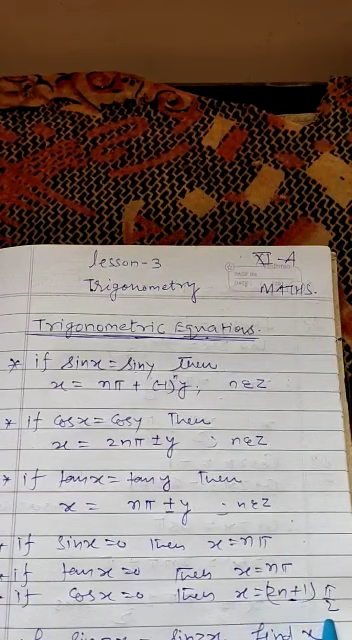 lesson-3 XI-A
Trigonometry MATHS.
Trigonometric Equations.
* if sinx = siny Then
x = nπ + (-1)ⁿy, n∈Z
* if cosx = cosy Then
x = 2nπ ± y ; n∈Z
* if tanx = tan y Then
x = nπ ± y ; n∈Z
• if sinx = 0 Then x = nπ
• if tanx = 0 Then x = nπ
• if cosx = 0 Then x = (2n+1) π/2
find x